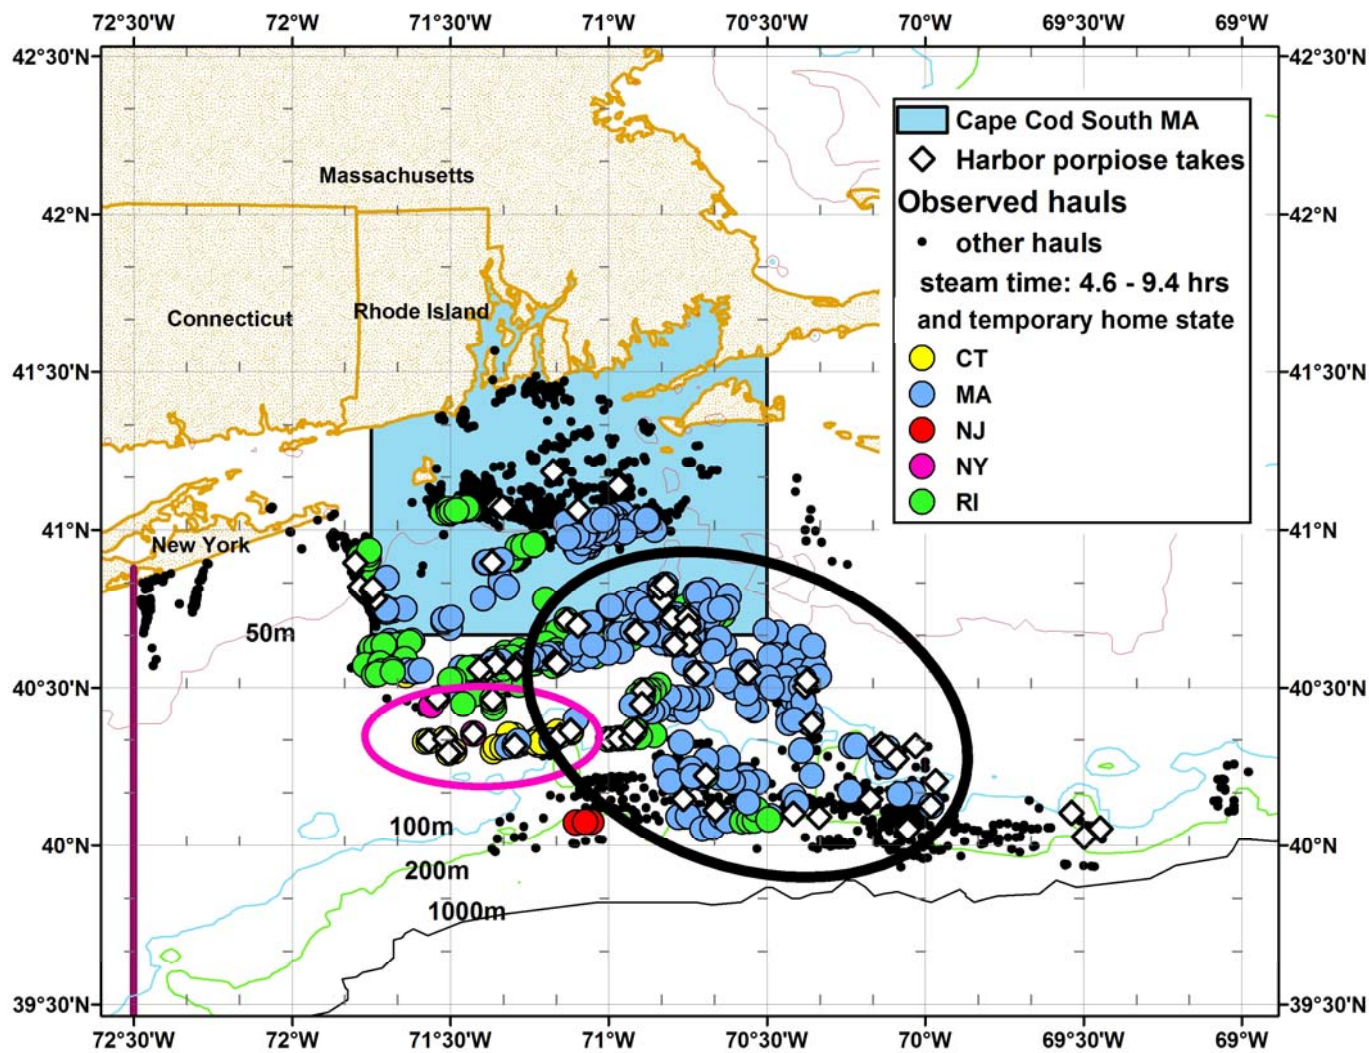 72°30'W 72°W 71°30'W 71°W 70°30'W 70°W 69°30'W 69°W
42°30'N 42°30'N
Cape Cod South MA
Harbor porpiose takes
Massachusetts
Observed hauls
42°N 42°N
other hauls
steam time: 4.6 - 9.4 hrs
Rhode Island
Connecticut
and temporary home state
CT
41°30'N 41°30'N
MA
NJ
NY
RI
41°N 41°N
New York
50m
40°30'N 40°30'N
100m
40°N 40°N
200m
1000m
39°30'N 39°30'N
72°30'W 72°W 71°30'W 71°W 70°30'W 70°W 69°30'W 69°W